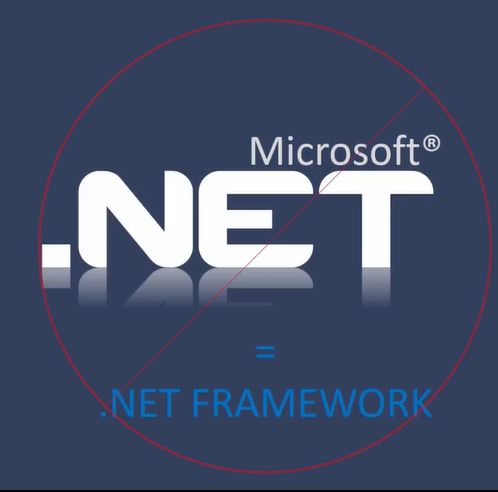 Microsoft®
.NET
=
.NET FRAMEWORK